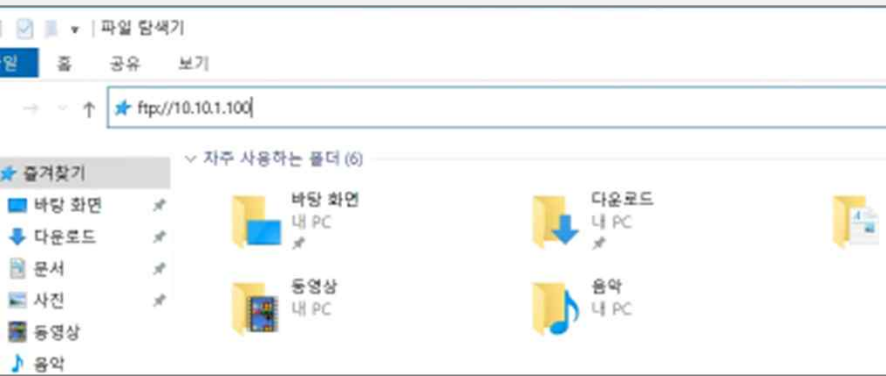 파일 탐색기
일 홈 공유 보기
ftp://10.10.1.100
즐겨찾기
바탕 화면
다운로드
문서
사진
동영상
음악
자주 사용하는 폴더 (6)
바탕 화면
내 PC
다운로드
내 PC
동영상
내 PC
음악
내 PC